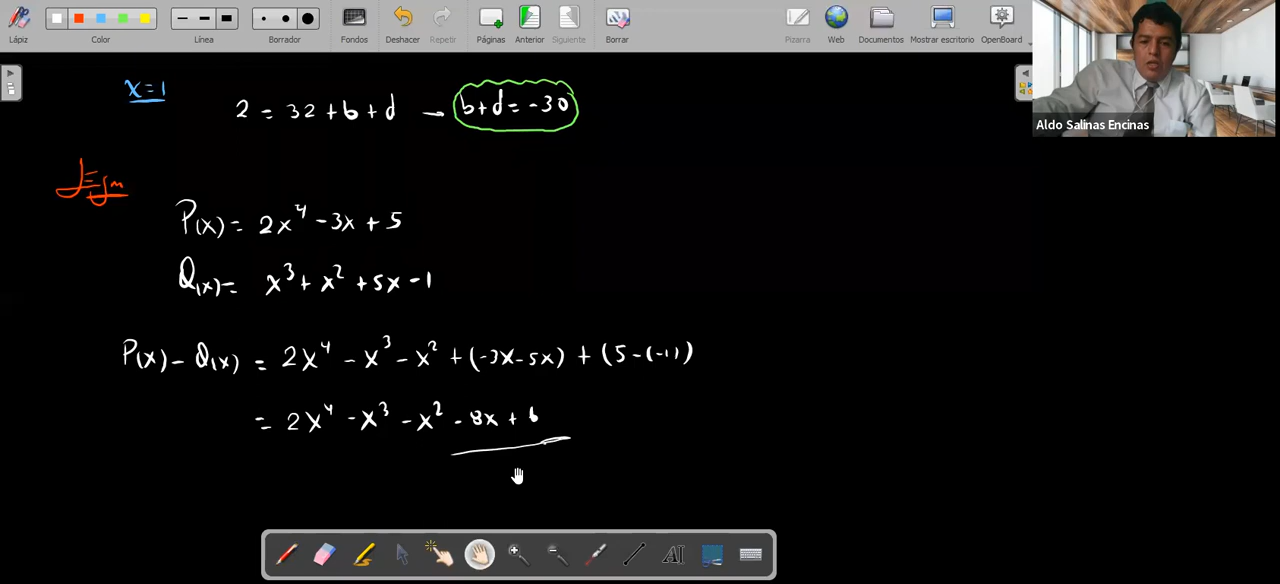 Lápiz Color Línea Borrador Fondos Deshacer Repetir Páginas Anterior Siguiente Borrar Pizarra Web Documentos Mostrar escritorio OpenBoard
Aldo Salinas Encinas
x=1
2 = 32 + b + d → b+d = -30
Ejm
P(x) = 2x⁴ - 3x + 5
Q(x) = x³ + x² + 5x - 1
P(x) - Q(x) = 2x⁴ - x³ - x² + (-3x - 5x) + (5 - (-1))
= 2x⁴ - x³ - x² - 8x + 6
AI